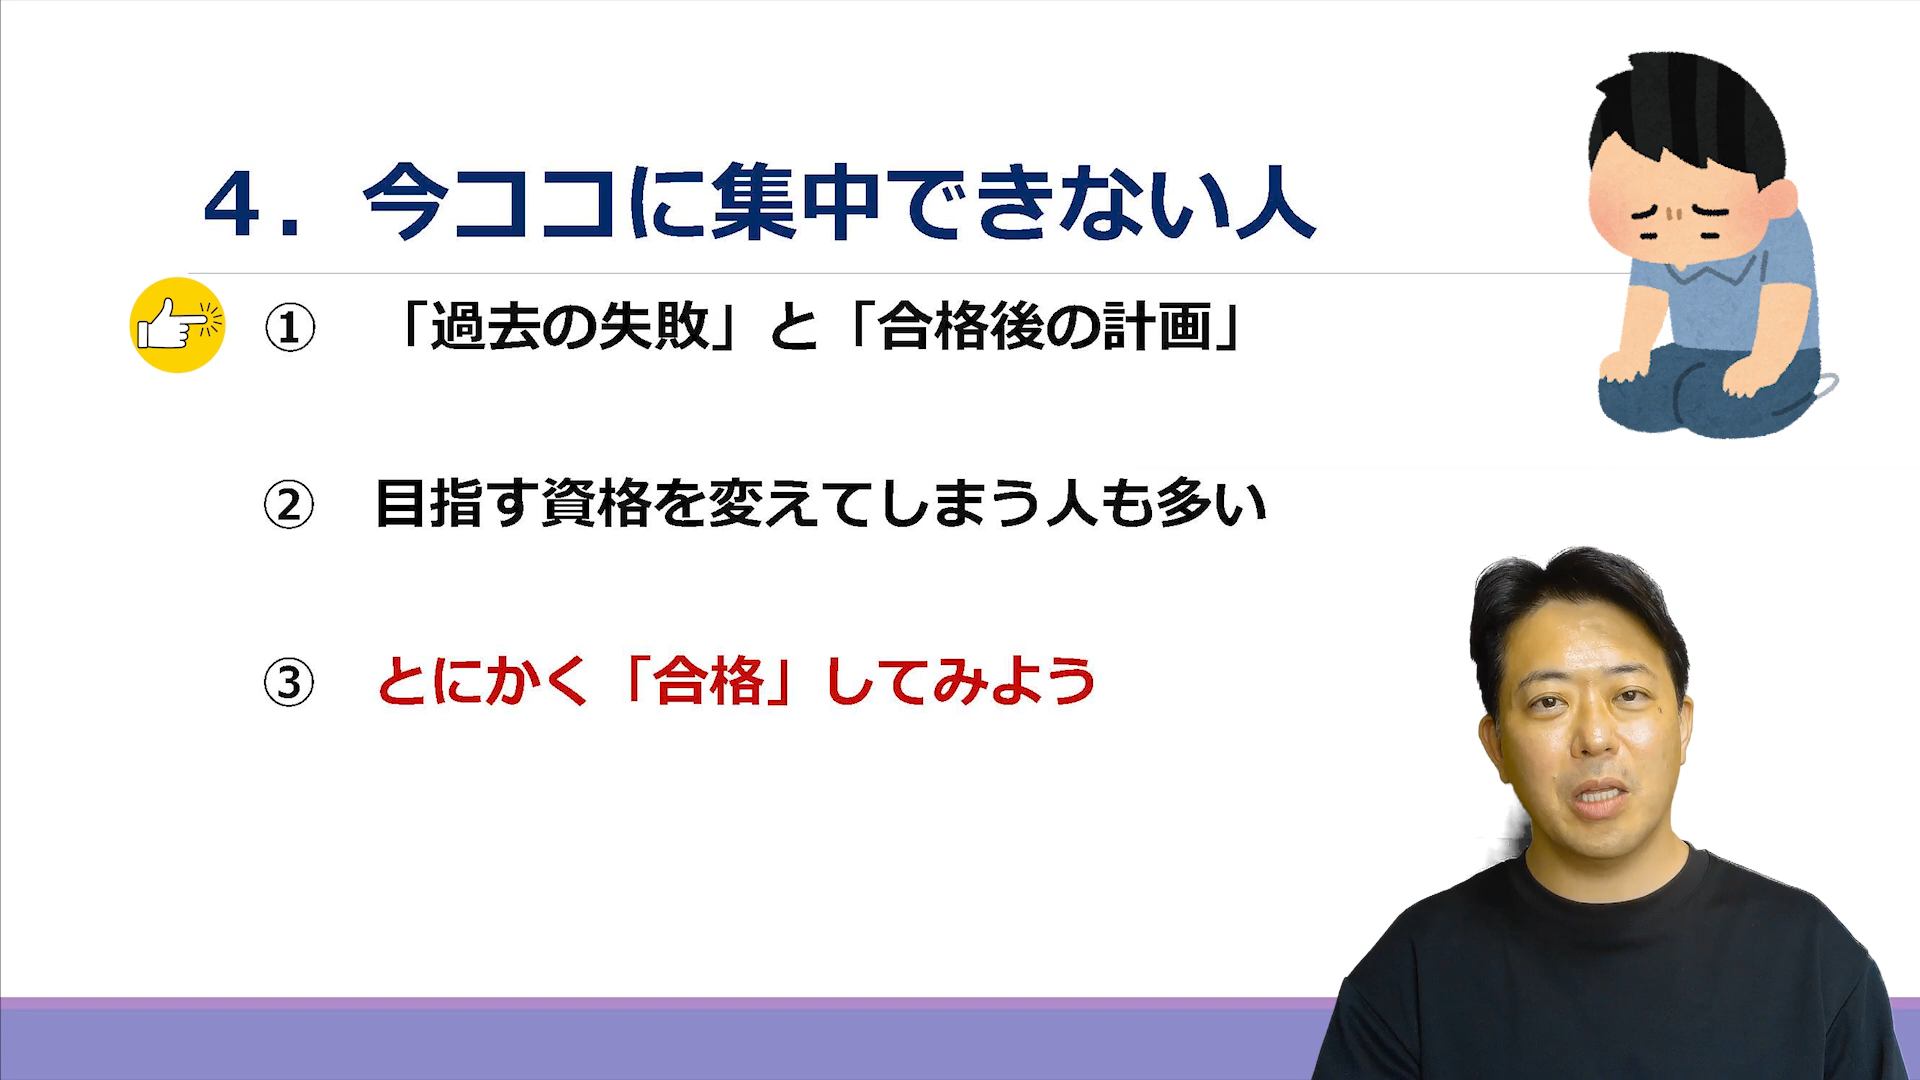 ４．今ココに集中できない人
① 「過去の失敗」と「合格後の計画」
② 目指す資格を変えてしまう人も多い
③ とにかく「合格」してみよう